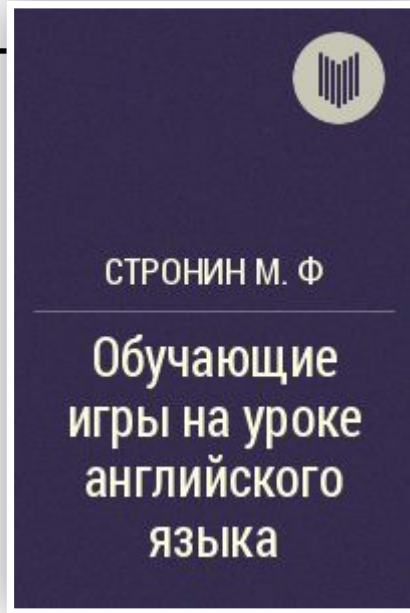 СТРОНИН М. Ф
Обучающие
игры на уроке
английского
языка